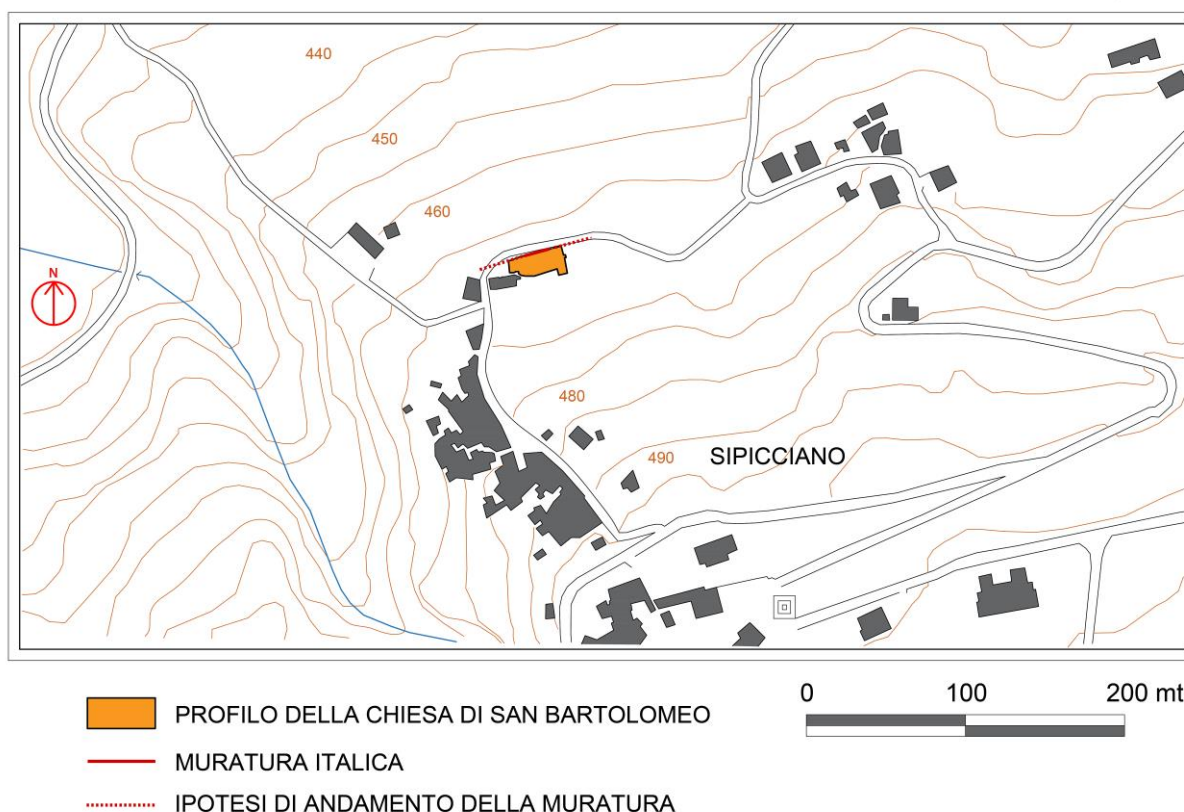 440
450
460
N
480
490
SIPICCIANO
0 100 200 mt
PROFILO DELLA CHIESA DI SAN BARTOLOMEO
MURATURA ITALICA
IPOTESI DI ANDAMENTO DELLA MURATURA